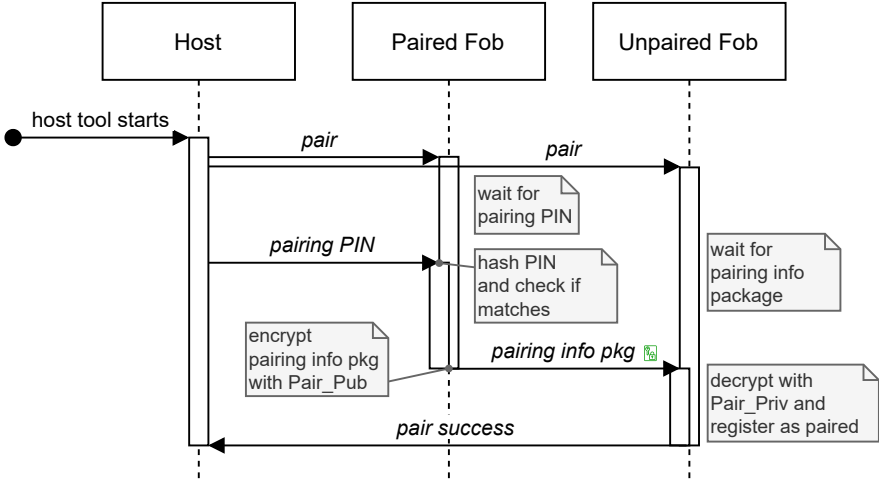 Host
Paired Fob
Unpaired Fob
host tool starts
pair
pair
wait for
pairing PIN
pairing PIN
wait for
pairing info
package
hash PIN
and check if
matches
encrypt
pairing info pkg
with Pair_Pub
pairing info pkg
decrypt with
Pair_Priv and
register as paired
pair success